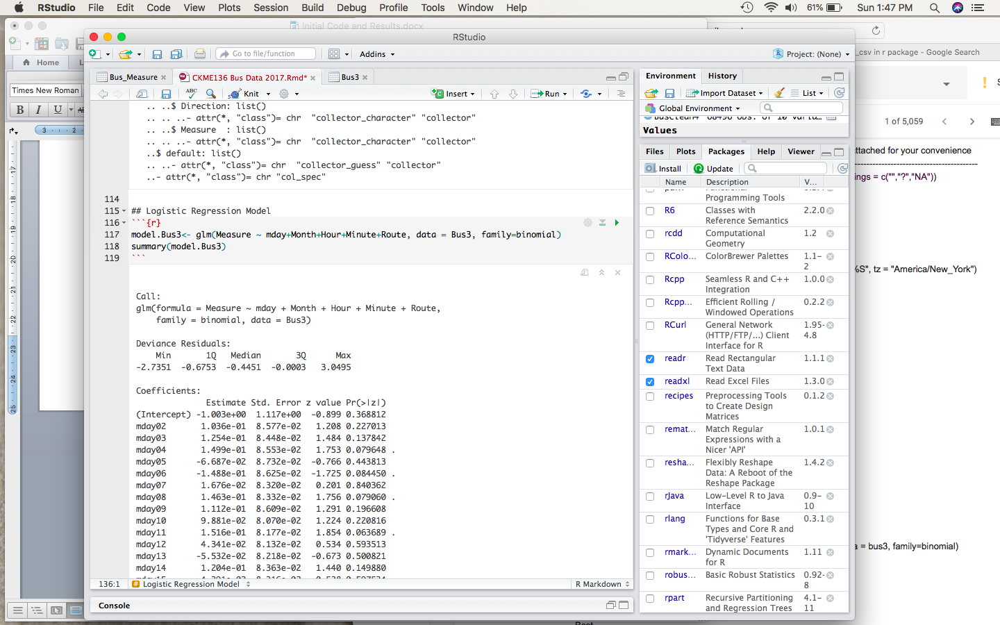 RStudio File Edit Code View Plots Session Build Debug Profile Tools Window Help 61% Sun 1:47 PM
Initial Code and Results.docx
RStudio
Go to file/function Addins Project: (None)
_csv in r package - Google Search
Home
Times New Roman
B I U
3 2
Bus_Measure CKME136 Bus Data 2017.Rmd* Bus3
ABC Knit Insert Run
.. ..$ Direction: list()
.. .. ..- attr(*, "class")= chr "collector_character" "collector"
.. ..$ Measure : list()
.. .. ..- attr(*, "class")= chr "collector_character" "collector"
..$ default: list()
.. ..- attr(*, "class")= chr "collector_guess" "collector"
..- attr(*, "class")= chr "col_spec"
114
115 ## Logistic Regression Model
116 ```{r}
117 model.Bus3<- glm(Measure ~ mday+Month+Hour+Minute+Route, data = Bus3, family=binomial)
118 summary(model.Bus3)
119 ```
Call:
glm(formula = Measure ~ mday + Month + Hour + Minute + Route,
family = binomial, data = Bus3)
Deviance Residuals:
Min 1Q Median 3Q Max
-2.7351 -0.6753 -0.4451 -0.0003 3.0495
Coefficients:
Estimate Std. Error z value Pr(>|z|)
(Intercept) -1.003e+00 1.117e+00 -0.899 0.368812
mday02 1.036e-01 8.577e-02 1.208 0.227013
mday03 1.254e-01 8.448e-02 1.484 0.137842
mday04 1.499e-01 8.553e-02 1.753 0.079648 .
mday05 -6.687e-02 8.732e-02 -0.766 0.443813
mday06 -1.488e-01 8.625e-02 -1.725 0.084450 .
mday07 1.676e-02 8.320e-02 0.201 0.840362
mday08 1.463e-01 8.332e-02 1.756 0.079060 .
mday09 1.112e-01 8.609e-02 1.291 0.196608
mday10 9.881e-02 8.070e-02 1.224 0.220816
mday11 1.516e-01 8.177e-02 1.854 0.063689 .
mday12 4.341e-02 8.132e-02 0.534 0.593513
mday13 -5.532e-02 8.218e-02 -0.673 0.500821
mday14 1.204e-01 8.363e-02 1.440 0.149880
136:1 Logistic Regression Model R Markdown
Console
Environment History
Import Dataset List
Global Environment
Values
Files Plots Packages Help Viewer
Install Update
Name Description V...
Programming Tools
R6 Classes with Reference Semantics 2.2.0
rcdd Computational Geometry 1.2
RColo... ColorBrewer Palettes 1.1-2
Rcpp Seamless R and C++ Integration 1.0.0
Rcpp... Efficient Rolling / Windowed Operations 0.2.2
RCurl General Network (HTTP/FTP/...) Client Interface for R 1.95-4.8
readr Read Rectangular Text Data 1.1.1
readxl Read Excel Files 1.3.0
recipes Preprocessing Tools to Create Design Matrices 0.1.2
remat... Match Regular Expressions with a Nicer 'API' 1.0.1
resha... Flexibly Reshape Data: A Reboot of the Reshape Package 1.4.2
rJava Low-Level R to Java Interface 0.9-10
rlang Functions for Base Types and Core R and 'Tidyverse' Features 0.3.1
rmark... Dynamic Documents for R 1.11
robus... Basic Robust Statistics 0.92-8
rpart Recursive Partitioning and Regression Trees 4.1-11
1 of 5,059
ttached for your convenience
ings = c("","?","NA"))
%S", tz = "America/New_York")
a = bus3, family=binomial)
17
18
19
20
21
22
23
24
25